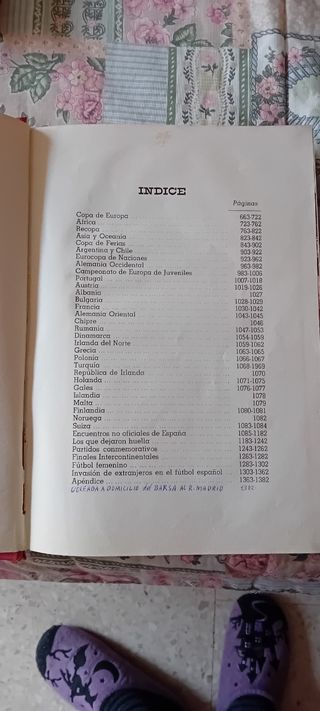 INDICE
Páginas
Copa de Europa 663-722
Africa 723-762
Recopa 763-822
Asia y Oceanía 823-842
Copa de Ferias 843-902
Argentina y Chile 903-922
Eurocopa de Naciones 923-962
Alemania Occidental 963-982
Campeonato de Europa de Juveniles 983-1006
Portugal 1007-1018
Austria 1019-1026
Albania 1027
Bulgaria 1028-1029
Francia 1030-1042
Alemania Oriental 1043-1045
Chipre 1046
Rumania 1047-1053
Dinamarca 1054-1059
Irlanda del Norte 1059-1062
Grecia 1063-1065
Polonia 1066-1067
Turquía 1068-1969
República de Irlanda 1070
Holanda 1071-1075
Gales 1076-1077
Islandia 1078
Malta 1079
Finlandia 1080-1081
Noruega 1082
Suiza 1083-1084
Encuentros no oficiales de España 1085-1182
Los que dejaron huella 1183-1242
Partidos conmemorativos 1243-1262
Finales Intercontinentales 1263-1282
Fútbol femenino 1283-1302
Invasión de extranjeros en el fútbol español 1303-1362
Apéndice 1363-1382
GOLEADA A DOMICILIO del BARSA AL R. MADRID